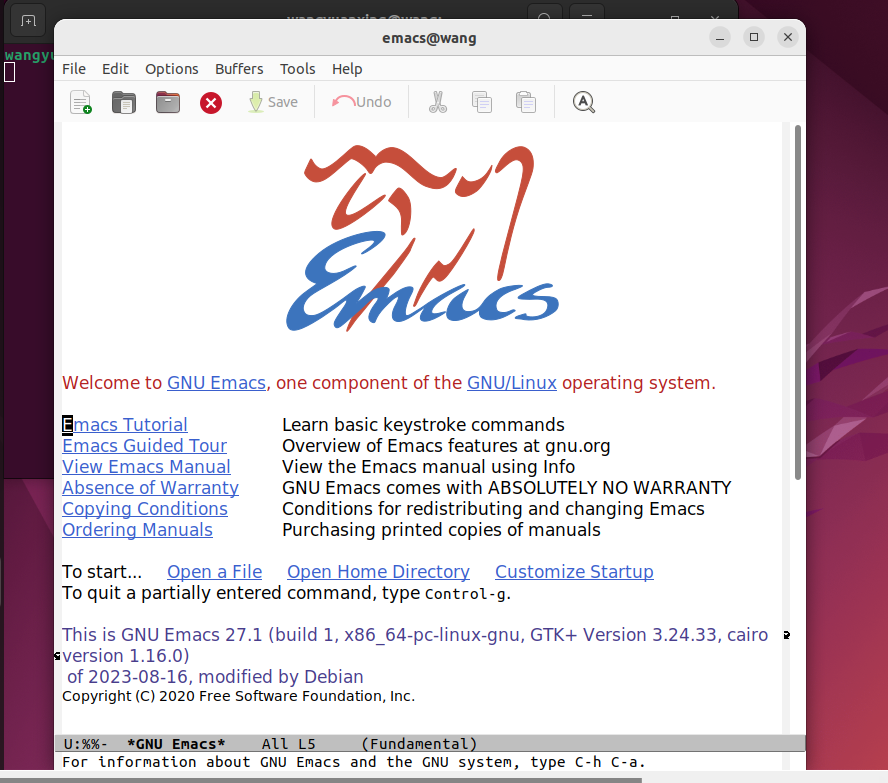 emacs@wang
wangyu
File Edit Options Buffers Tools Help
Save Undo
Emacs
Welcome to GNU Emacs, one component of the GNU/Linux operating system.
Emacs Tutorial Learn basic keystroke commands
Emacs Guided Tour Overview of Emacs features at gnu.org
View Emacs Manual View the Emacs manual using Info
Absence of Warranty GNU Emacs comes with ABSOLUTELY NO WARRANTY
Copying Conditions Conditions for redistributing and changing Emacs
Ordering Manuals Purchasing printed copies of manuals
To start... Open a File Open Home Directory Customize Startup
To quit a partially entered command, type Control-g.
This is GNU Emacs 27.1 (build 1, x86_64-pc-linux-gnu, GTK+ Version 3.24.33, cairo
version 1.16.0)
of 2023-08-16, modified by Debian
Copyright (C) 2020 Free Software Foundation, Inc.
U:%%- *GNU Emacs* All L5 (Fundamental)
For information about GNU Emacs and the GNU system, type C-h C-a.